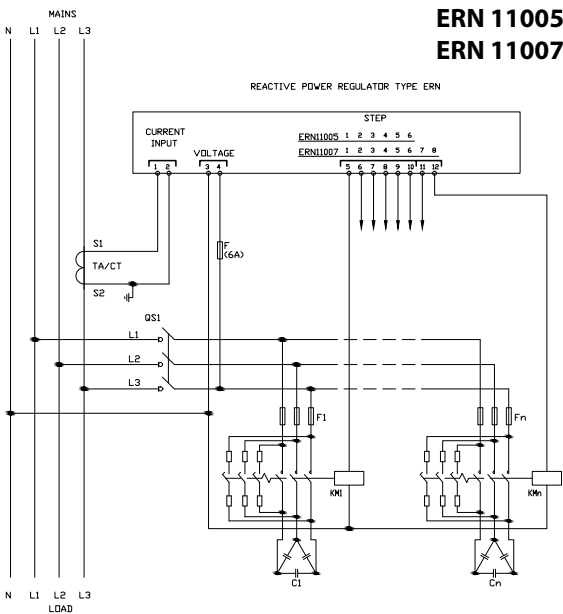 ERN 11005
ERN 11007
MAINS
N L1 L2 L3
REACTIVE POWER REGULATOR TYPE ERN
STEP
CURRENT
INPUT
ERN11005 1 2 3 4 5 6
VOLTAGE
ERN11007 1 2 3 4 5 6 7 8
1 2 3 4 5 6 7 8 9 10 11 12
S1
F
(6A)
TA/CT
S2
QS1
L1
L2
L3
F1 Fn
KM1 KMn
C1 Cn
N L1 L2 L3
LOAD